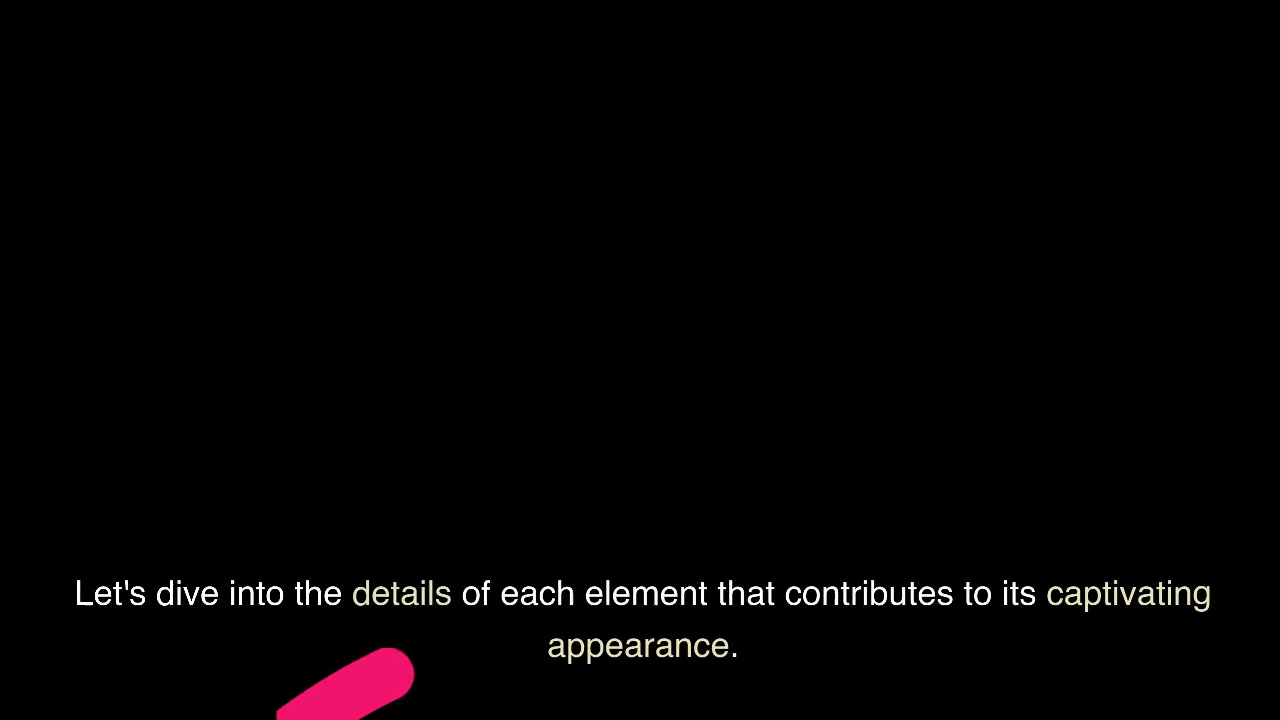 Let's dive into the details of each element that contributes to its captivating
appearance.